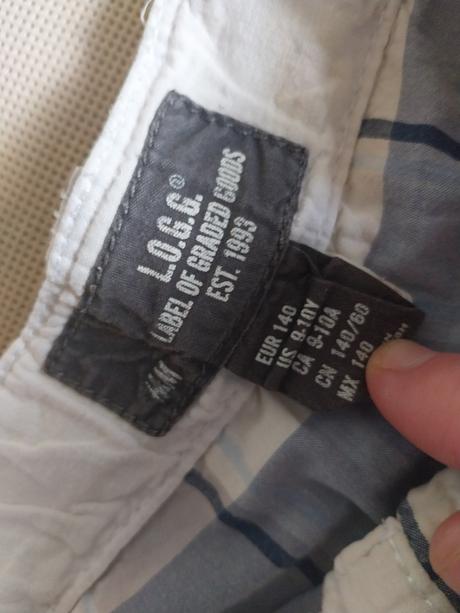 L.O.G.G.®
LABEL OF GRADED GOODS
EST. 1993
H&M
EUR 140
US 9-10Y
CA 9-10A
CN 140/60
MX 140